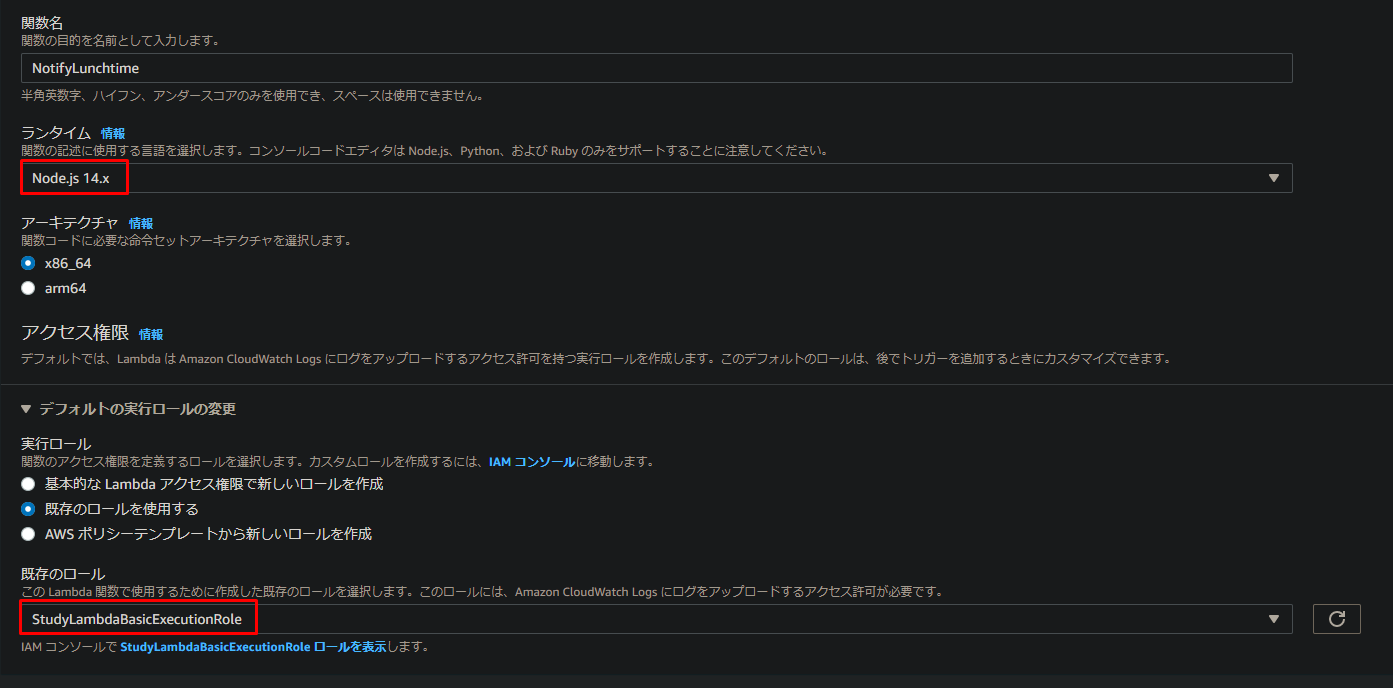 関数名
関数の目的を名前として入力します。
NotifyLunchtime
半角英数字、ハイフン、アンダースコアのみを使用でき、スペースは使用できません。
ランタイム 情報
関数の記述に使用する言語を選択します。コンソールコードエディタは Node.js、Python、および Ruby のみをサポートすることに注意してください。
Node.js 14.x
アーキテクチャ 情報
関数コードに必要な命令セットアーキテクチャを選択します。
x86_64
arm64
アクセス権限 情報
デフォルトでは、Lambda は Amazon CloudWatch Logs にログをアップロードするアクセス許可を持つ実行ロールを作成します。このデフォルトのロールは、後でトリガーを追加するときにカスタマイズできます。
デフォルトの実行ロールの変更
実行ロール
関数のアクセス権限を定義するロールを選択します。カスタムロールを作成するには、IAM コンソールに移動します。
基本的な Lambda アクセス権限で新しいロールを作成
既存のロールを使用する
AWS ポリシーテンプレートから新しいロールを作成
既存のロール
この Lambda 関数で使用するために作成した既存のロールを選択します。このロールには、Amazon CloudWatch Logs にログをアップロードするアクセス許可が必要です。
StudyLambdaBasicExecutionRole
IAM コンソールで StudyLambdaBasicExecutionRole ロールを表示します。